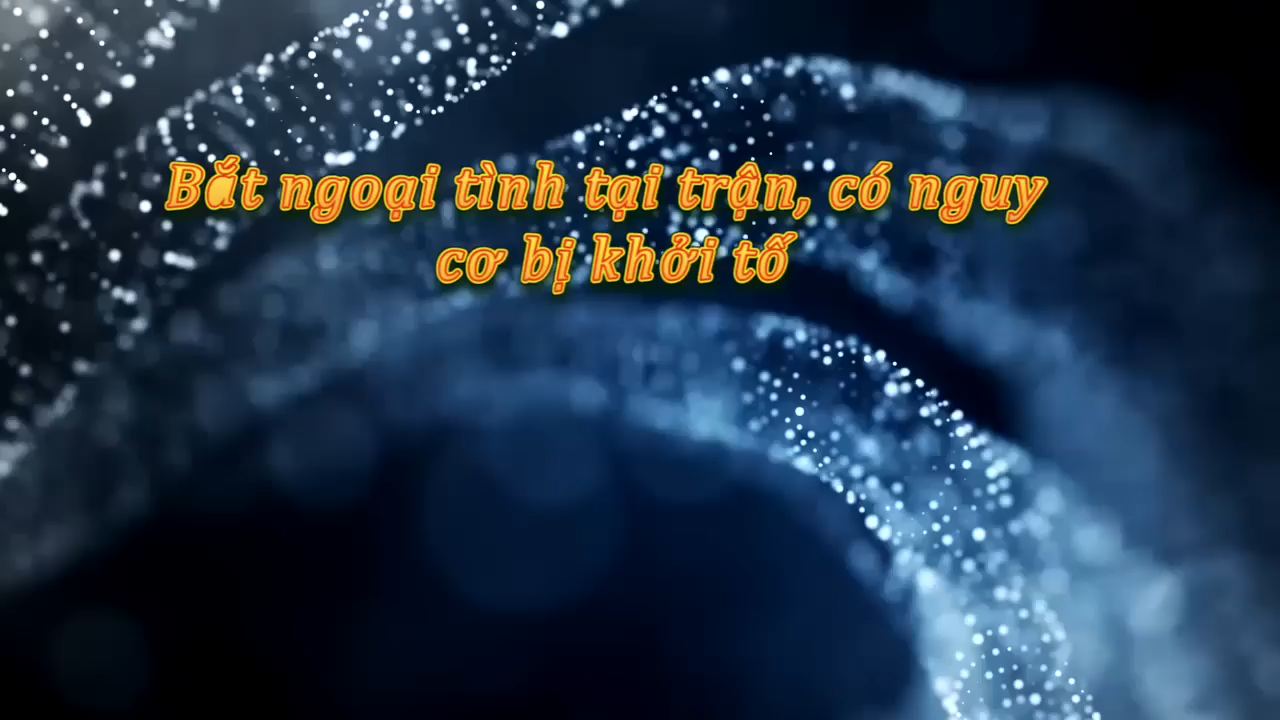 Bắt ngoại tình tại trận, có nguy
cơ bị khởi tố